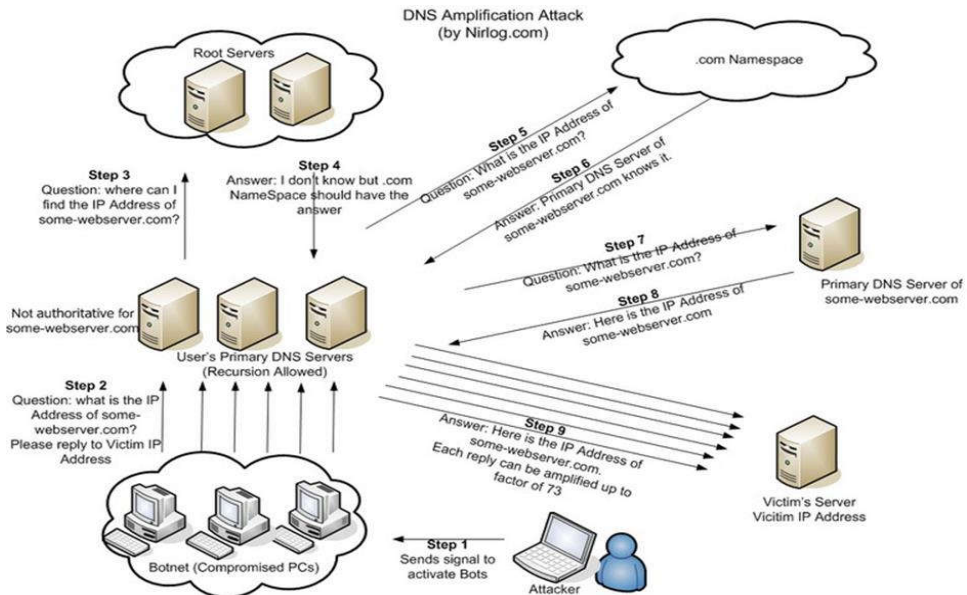 DNS Amplification Attack
(by Nirlog.com)
Root Servers
.com Namespace
Step 3
Question: where can I
find the IP Address of
some-webserver.com?
Step 4
Answer: I don't know but .com
NameSpace should have the
answer
Step 5
Question: What is the IP Address of
some-webserver.com?
Step 6
Answer: Primary DNS Server of
some-webserver.com knows it.
Step 7
Question: What is the IP Address of
some-webserver.com?
Primary DNS Server of
some-webserver.com
Step 8
Answer: Here is the IP Address of
some-webserver.com
Not authoritative for
some-webserver.com
User's Primary DNS Servers
(Recursion Allowed)
Step 2
Question: what is the IP
Address of some-
webserver.com?
Please reply to Victim IP
Address
Step 9
Answer: Here is the IP Address of
some-webserver.com.
Each reply can be amplified up to
factor of 73
Victim's Server
Vicitim IP Address
Botnet (Compromised PCs)
Step 1
Sends signal to
activate Bots
Attacker